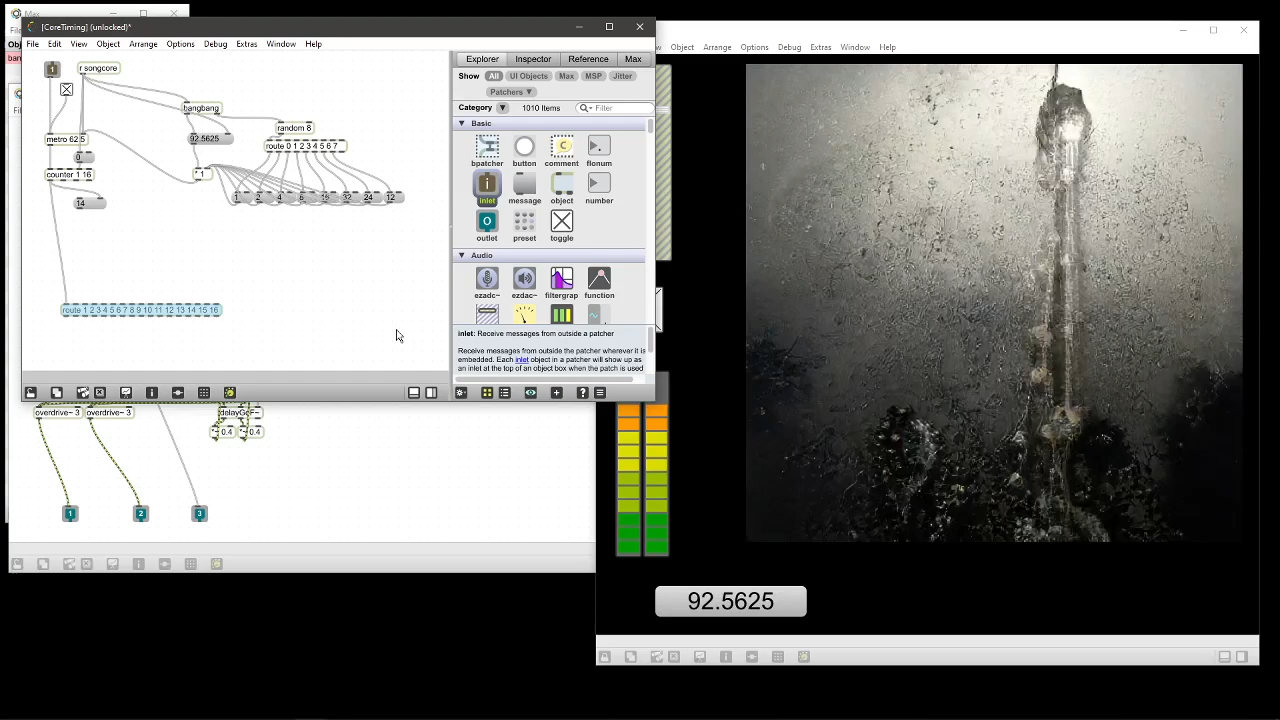 Max
[CoreTiming] (unlocked)*
File Edit View Object Arrange Options Debug Extras Window Help
Object Arrange Options Debug Extras Window Help
r songcore
bangbang
92.5625
random 8
route 0 1 2 3 4 5 6 7
metro 62.5
0
counter 1 16
14
* 1
1 2 4 6 16 32 24 12
route 1 2 3 4 5 6 7 8 9 10 11 12 13 14 15 16
Explorer Inspector Reference Max
Show All UI Objects Max MSP Jitter
Patchers ▼
Category ▼ 1010 Items Filter
Basic
bpatcher button comment flonum
inlet message object number
outlet preset toggle
Audio
ezadc~ ezdac~ filtergrap function
inlet: Receive messages from outside a patcher
Receive messages from outside the patcher wherever it is
embedded. Each inlet object in a patcher will show up as
an inlet at the top of an object box when the patch is used
overdrive~ 3 overdrive~ 3
*~ 0.4 *~ 0.4
1 2 3
92.5625